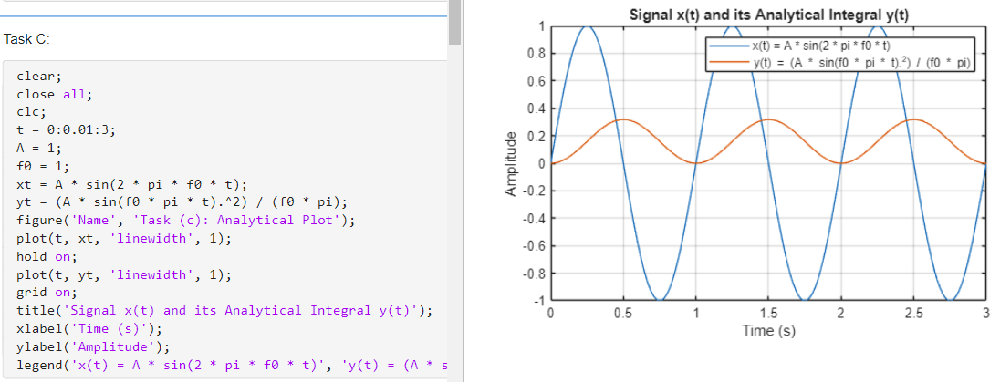 Task C:
clear;
close all;
clc;
t = 0:0.01:3;
A = 1;
f0 = 1;
xt = A * sin(2 * pi * f0 * t);
yt = (A * sin(f0 * pi * t).^2) / (f0 * pi);
figure('Name', 'Task (c): Analytical Plot');
plot(t, xt, 'linewidth', 1);
hold on;
plot(t, yt, 'linewidth', 1);
grid on;
title('Signal x(t) and its Analytical Integral y(t)');
xlabel('Time (s)');
ylabel('Amplitude');
legend('x(t) = A * sin(2 * pi * f0 * t)', 'y(t) = (A * s
Signal x(t) and its Analytical Integral y(t)
x(t) = A * sin(2 * pi * f0 * t)
y(t) = (A * sin(f0 * pi * t).²) / (f0 * pi)
Amplitude
1
0.8
0.6
0.4
0.2
0
-0.2
-0.4
-0.6
-0.8
-1
0 0.5 1 1.5 2 2.5 3
Time (s)